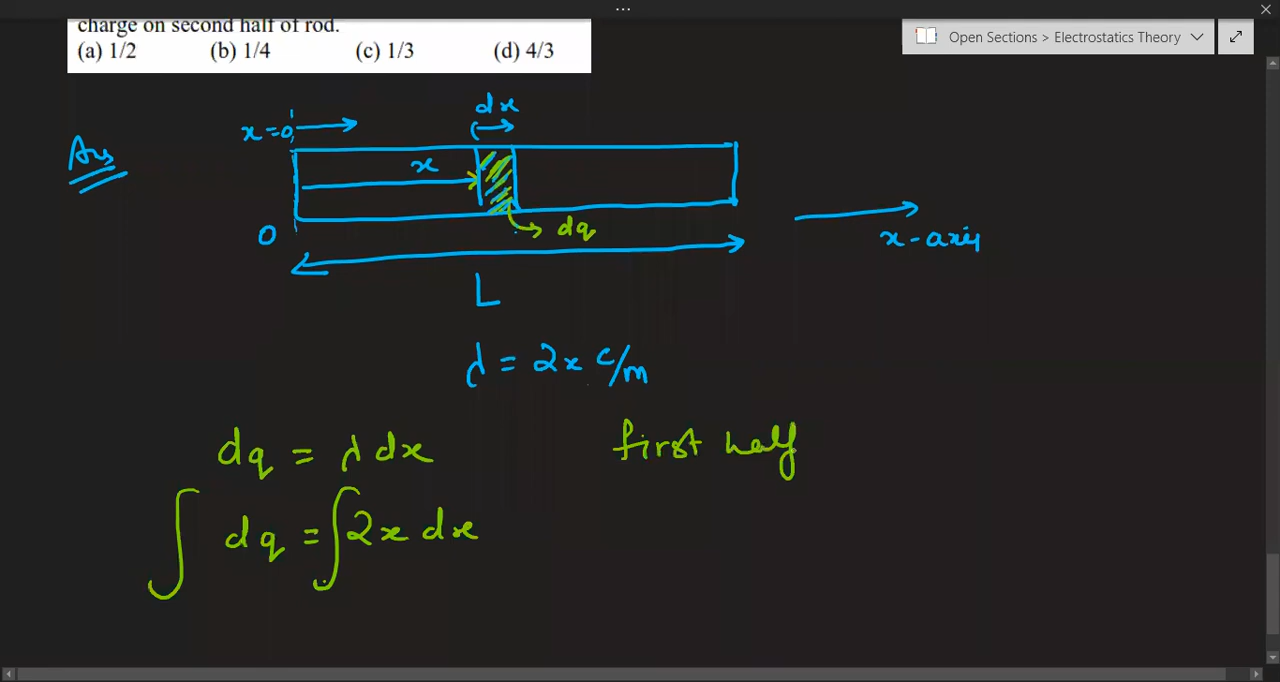 Open Sections > Electrostatics Theory
charge on second half of rod.
(a) 1/2 (b) 1/4 (c) 1/3 (d) 4/3
dx
x=0
Ans
x
dq
0
x-axis
L
λ = 2x C/m
dq = λ dx
first half
∫ dq = ∫ 2x dx